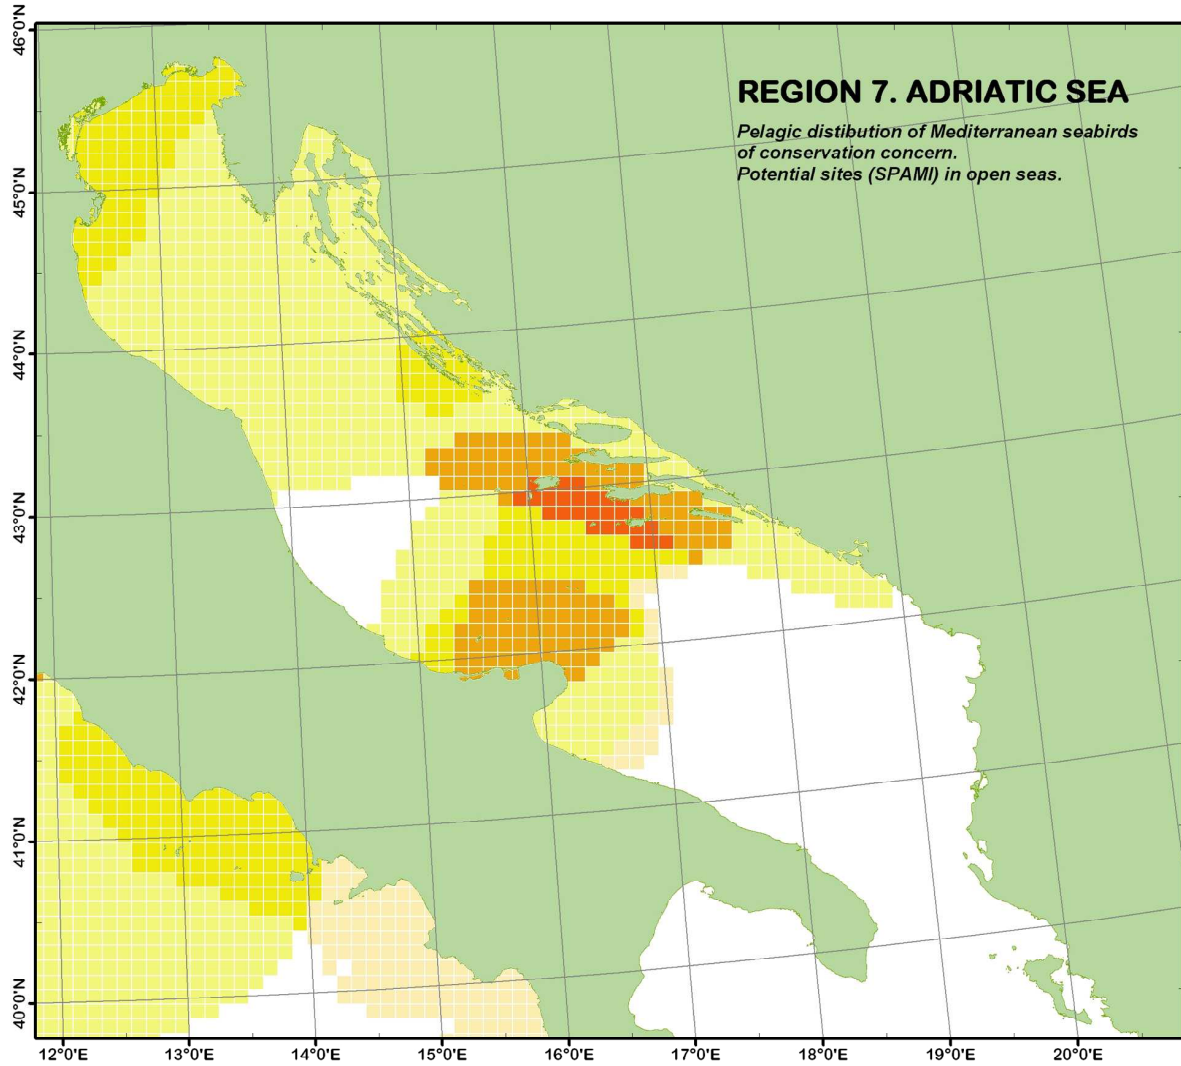 REGION 7. ADRIATIC SEA
Pelagic distibution of Mediterranean seabirds
of conservation concern.
Potential sites (SPAMI) in open seas.
46°0'N
45°0'N
44°0'N
43°0'N
42°0'N
41°0'N
40°0'N
12°0'E 13°0'E 14°0'E 15°0'E 16°0'E 17°0'E 18°0'E 19°0'E 20°0'E